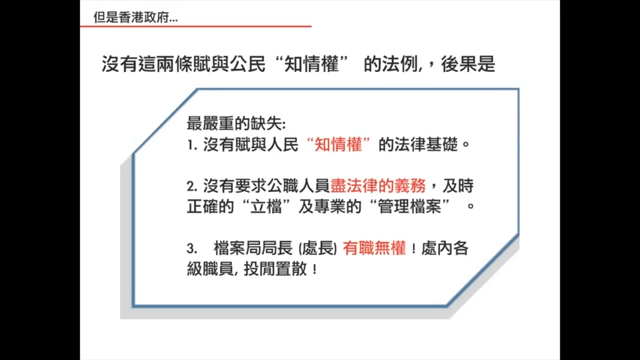 但是香港政府...
沒有這兩條賦與公民“知情權” 的法例,，後果是
最嚴重的缺失:
1. 沒有賦與人民“知情權”的法律基礎。
2. 沒有要求公職人員盡法律的義務，及時
正確的“立檔”及專業的“管理檔案” 。
3. 檔案局局長 (處長) 有職無權！處內各
級職員, 投閒置散！